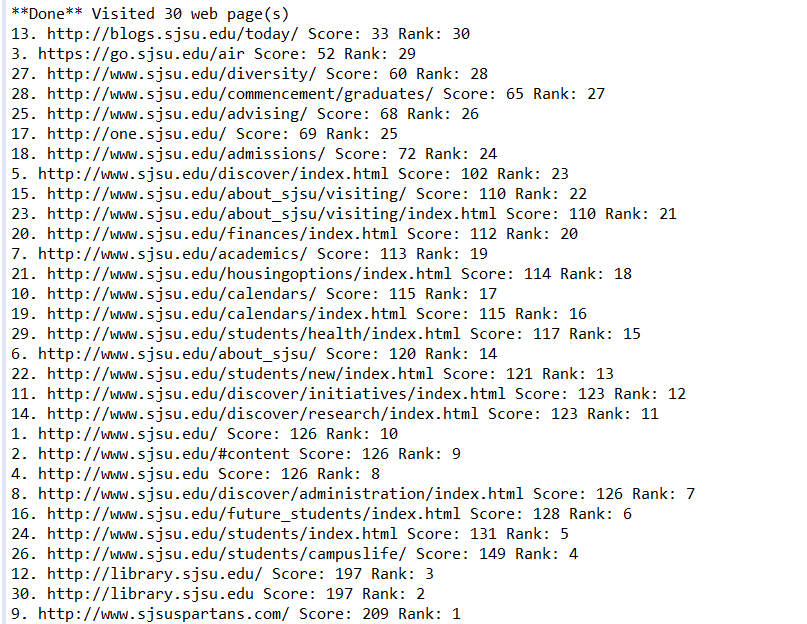 **Done** Visited 30 web page(s)
13. http://blogs.sjsu.edu/today/ Score: 33 Rank: 30
3. https://go.sjsu.edu/air Score: 52 Rank: 29
27. http://www.sjsu.edu/diversity/ Score: 60 Rank: 28
28. http://www.sjsu.edu/commencement/graduates/ Score: 65 Rank: 27
25. http://www.sjsu.edu/advising/ Score: 68 Rank: 26
17. http://one.sjsu.edu/ Score: 69 Rank: 25
18. http://www.sjsu.edu/admissions/ Score: 72 Rank: 24
5. http://www.sjsu.edu/discover/index.html Score: 102 Rank: 23
15. http://www.sjsu.edu/about_sjsu/visiting/ Score: 110 Rank: 22
23. http://www.sjsu.edu/about_sjsu/visiting/index.html Score: 110 Rank: 21
20. http://www.sjsu.edu/finances/index.html Score: 112 Rank: 20
7. http://www.sjsu.edu/academics/ Score: 113 Rank: 19
21. http://www.sjsu.edu/housingoptions/index.html Score: 114 Rank: 18
10. http://www.sjsu.edu/calendars/ Score: 115 Rank: 17
19. http://www.sjsu.edu/calendars/index.html Score: 115 Rank: 16
29. http://www.sjsu.edu/students/health/index.html Score: 117 Rank: 15
6. http://www.sjsu.edu/about_sjsu/ Score: 120 Rank: 14
22. http://www.sjsu.edu/students/new/index.html Score: 121 Rank: 13
11. http://www.sjsu.edu/discover/initiatives/index.html Score: 123 Rank: 12
14. http://www.sjsu.edu/discover/research/index.html Score: 123 Rank: 11
1. http://www.sjsu.edu/ Score: 126 Rank: 10
2. http://www.sjsu.edu/#content Score: 126 Rank: 9
4. http://www.sjsu.edu Score: 126 Rank: 8
8. http://www.sjsu.edu/discover/administration/index.html Score: 126 Rank: 7
16. http://www.sjsu.edu/future_students/index.html Score: 128 Rank: 6
24. http://www.sjsu.edu/students/index.html Score: 131 Rank: 5
26. http://www.sjsu.edu/students/campuslife/ Score: 149 Rank: 4
12. http://library.sjsu.edu/ Score: 197 Rank: 3
30. http://library.sjsu.edu Score: 197 Rank: 2
9. http://www.sjsuspartans.com/ Score: 209 Rank: 1